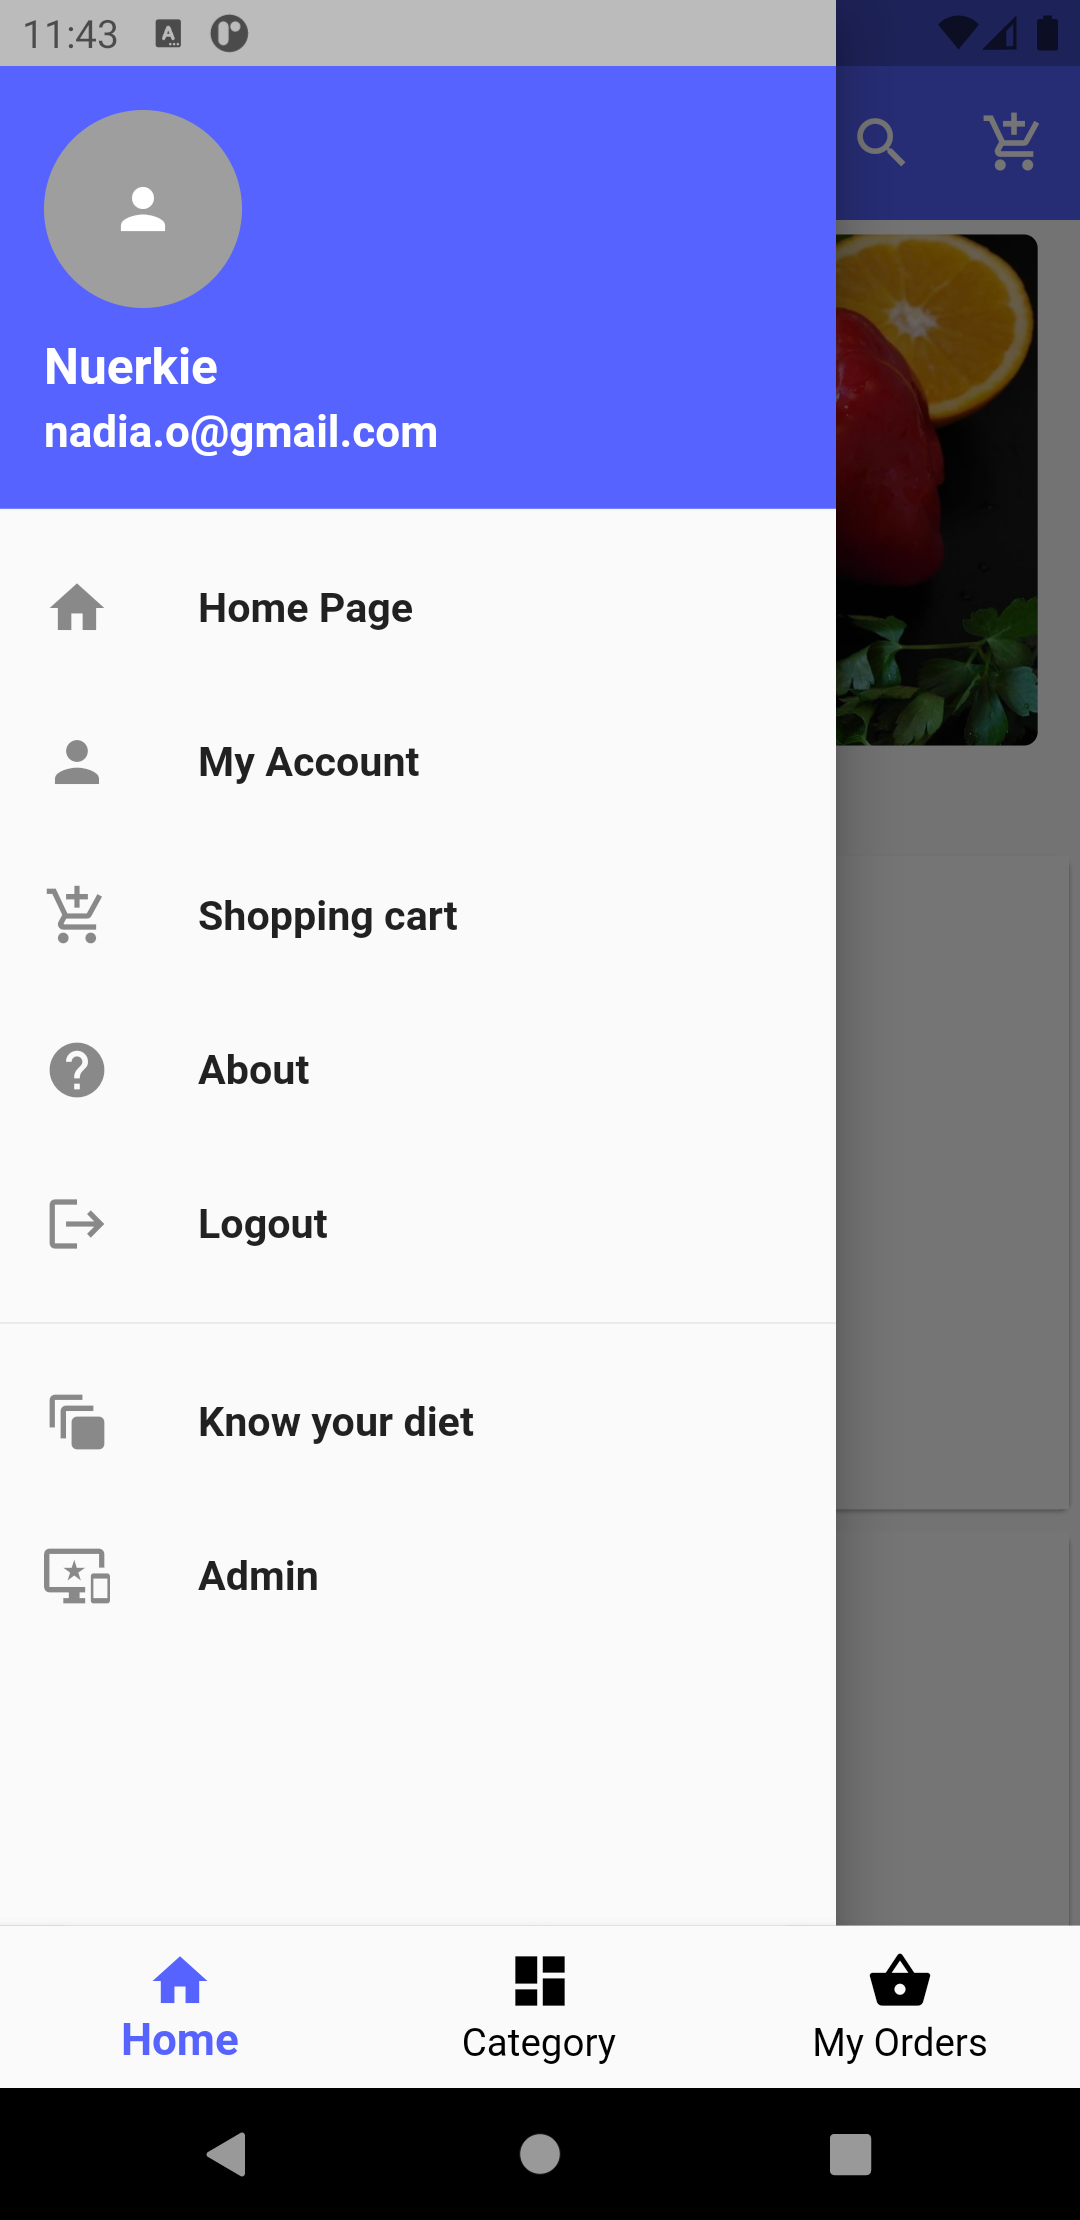 11:43
Nuerkie
nadia.o@gmail.com
Home Page
My Account
Shopping cart
About
Logout
Know your diet
Admin
Home
Category
My Orders